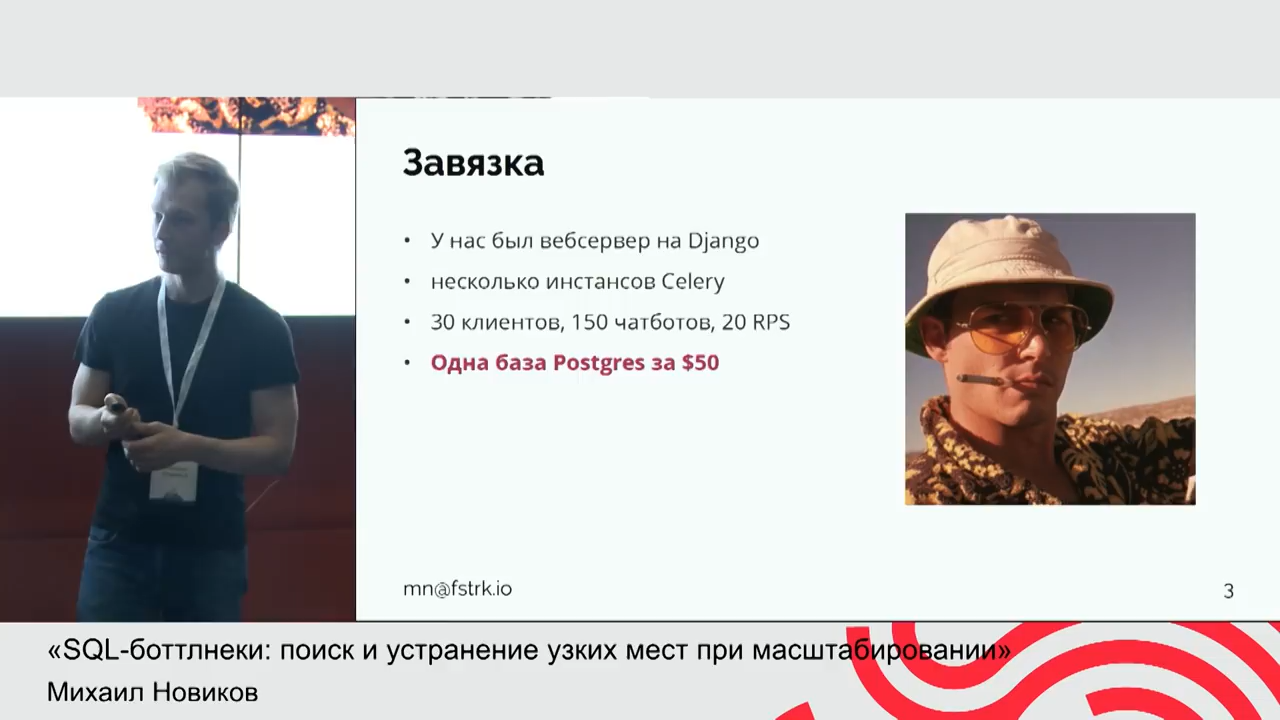 Завязка
• У нас был вебсервер на Django
• несколько инстансов Celery
• 30 клиентов, 150 чатботов, 20 RPS
• Одна база Postgres за $50
mn@fstrk.io
3
«SQL-боттлнеки: поиск и устранение узких мест при масштабировании»
Михаил Новиков